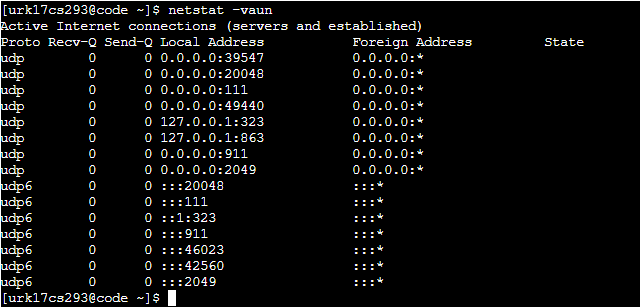 [urk17cs293@code ~]$ netstat -vaun
Active Internet connections (servers and established)
Proto Recv-Q Send-Q Local Address           Foreign Address         State
udp        0      0 0.0.0.0:39547           0.0.0.0:*
udp        0      0 0.0.0.0:20048           0.0.0.0:*
udp        0      0 0.0.0.0:111             0.0.0.0:*
udp        0      0 0.0.0.0:49440           0.0.0.0:*
udp        0      0 127.0.0.1:323           0.0.0.0:*
udp        0      0 127.0.0.1:863           0.0.0.0:*
udp        0      0 0.0.0.0:911             0.0.0.0:*
udp        0      0 0.0.0.0:2049            0.0.0.0:*
udp6       0      0 :::20048                :::*
udp6       0      0 :::111                  :::*
udp6       0      0 ::1:323                 :::*
udp6       0      0 :::911                  :::*
udp6       0      0 :::46023                :::*
udp6       0      0 :::42560                :::*
udp6       0      0 :::2049                 :::*
[urk17cs293@code ~]$